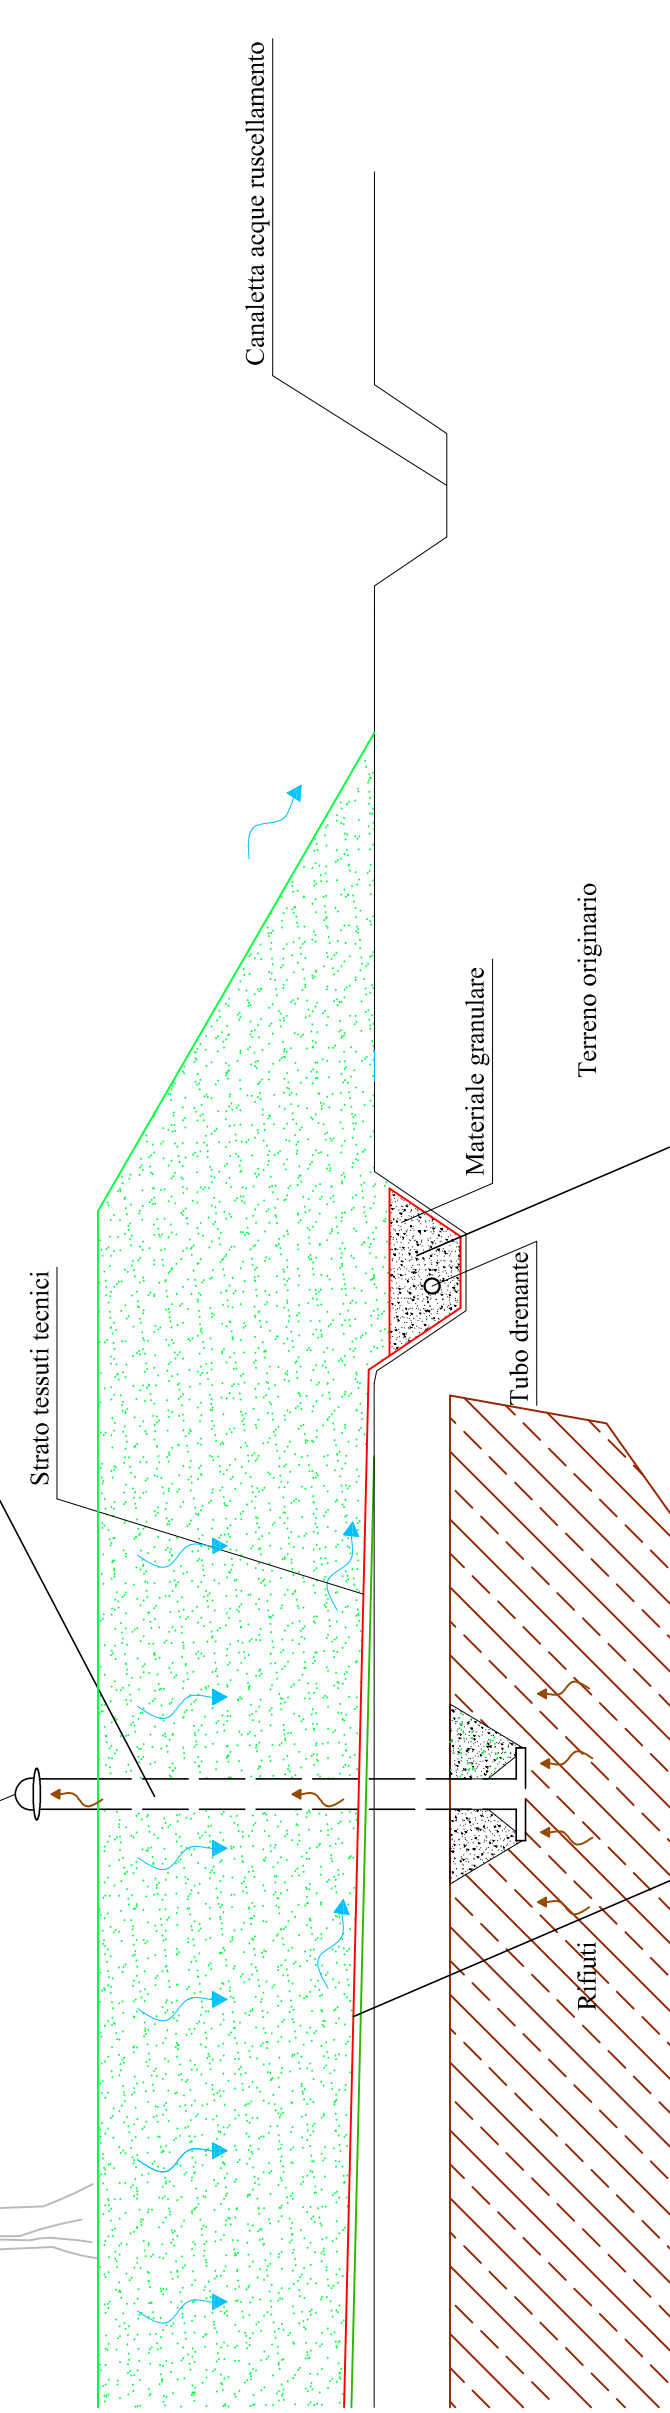 Canaletta acque ruscellamento
Strato tessuti tecnici
Materiale granulare
Terreno originario
Tubo drenante
Rifiuti